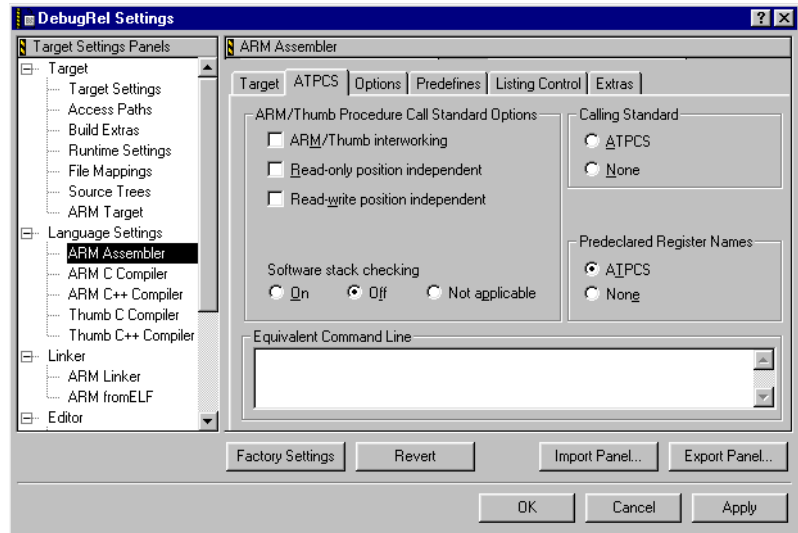 DebugRel Settings
Target Settings Panels
Target
Target Settings
Access Paths
Build Extras
Runtime Settings
File Mappings
Source Trees
ARM Target
Language Settings
ARM Assembler
ARM C Compiler
ARM C++ Compiler
Thumb C Compiler
Thumb C++ Compiler
Linker
ARM Linker
ARM fromELF
Editor
ARM Assembler
Target ATPCS Options Predefines Listing Control Extras
ARM/Thumb Procedure Call Standard Options
ARM/Thumb interworking
Read-only position independent
Read-write position independent
Software stack checking
On Off Not applicable
Calling Standard
ATPCS
None
Predeclared Register Names
ATPCS
None
Equivalent Command Line
Factory Settings Revert Import Panel... Export Panel...
OK Cancel Apply